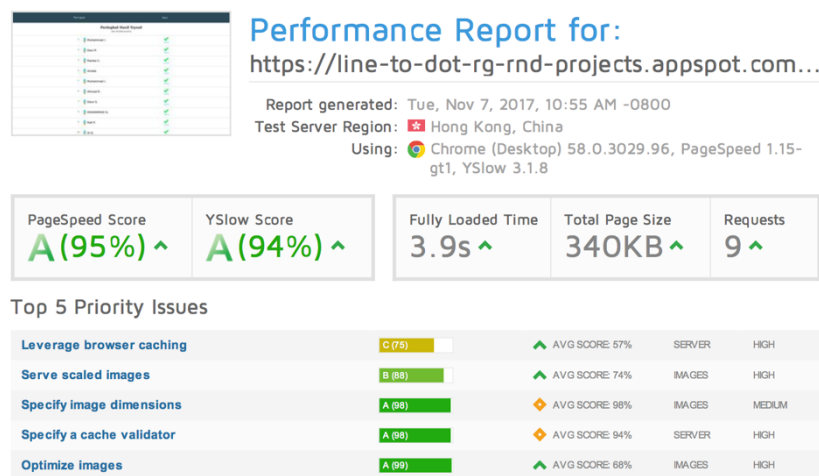 Performance Report for:
https://line-to-dot-rg-rnd-projects.appspot.com...
Report generated: Tue, Nov 7, 2017, 10:55 AM -0800
Test Server Region: Hong Kong, China
Using: Chrome (Desktop) 58.0.3029.96, PageSpeed 1.15-
gt1, YSlow 3.1.8
PageSpeed Score YSlow Score Fully Loaded Time Total Page Size Requests
A (95%) A (94%) 3.9s 340KB 9
Top 5 Priority Issues
Leverage browser caching C (75) AVG SCORE: 57% SERVER HIGH
Serve scaled images B (88) AVG SCORE: 74% IMAGES HIGH
Specify image dimensions A (98) AVG SCORE: 98% IMAGES MEDIUM
Specify a cache validator A (98) AVG SCORE: 94% SERVER HIGH
Optimize images A (99) AVG SCORE: 68% IMAGES HIGH